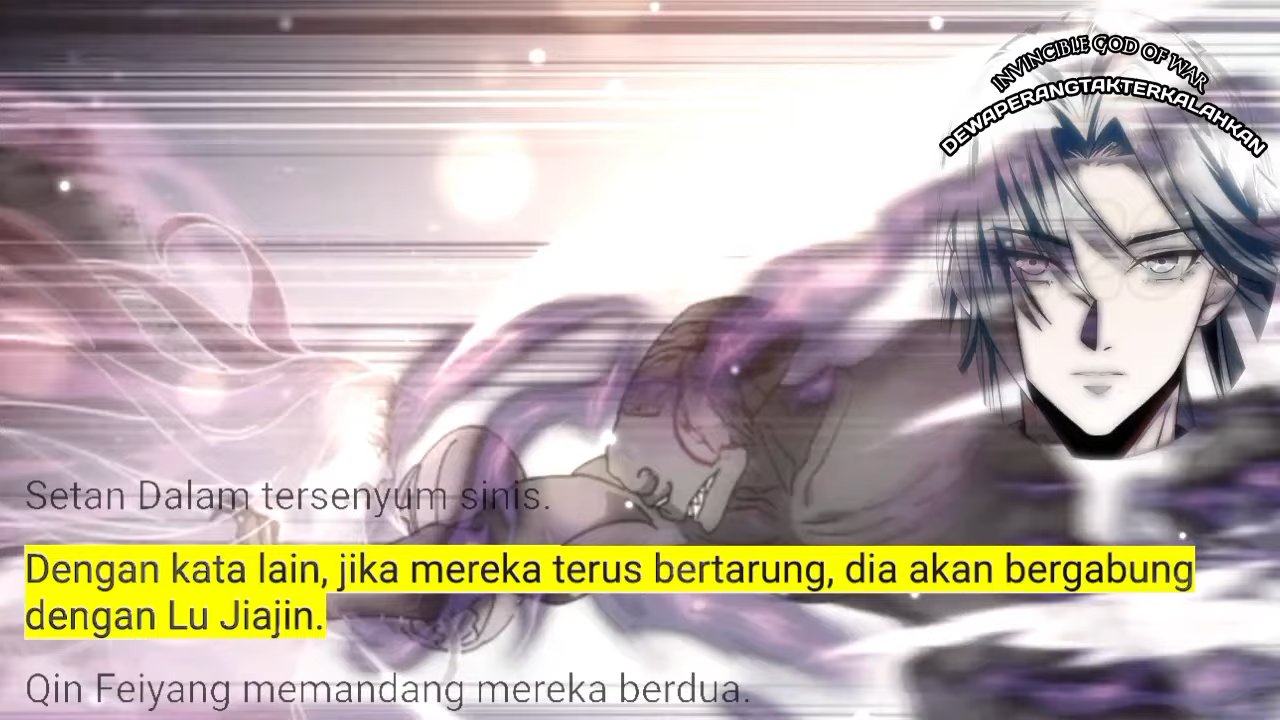 INVINCIBLE GOD OF WAR
DEWAPERANGTAKTERKALAHKAN
Setan Dalam tersenyum sinis.
Dengan kata lain, jika mereka terus bertarung, dia akan bergabung
dengan Lu Jiajin.
Qin Feiyang memandang mereka berdua.